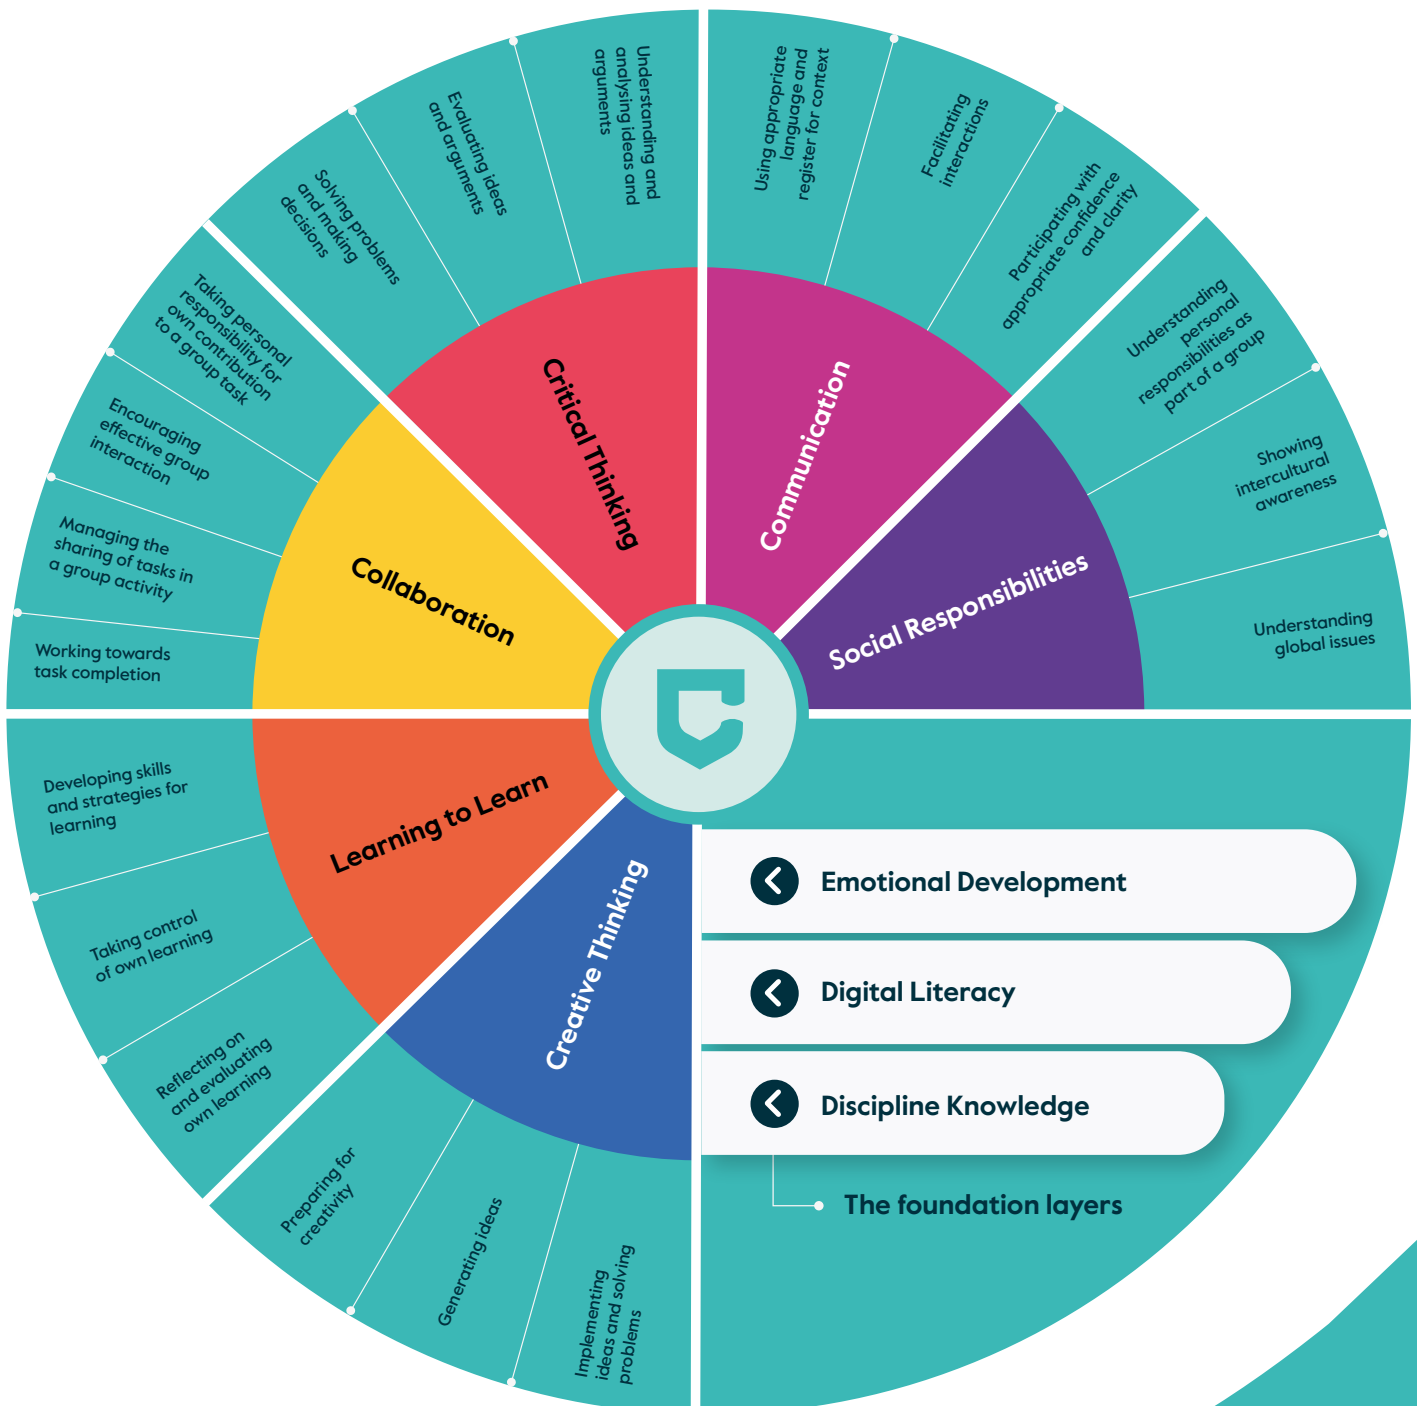 Understanding and
analysing ideas and
arguments
Evaluating ideas
and arguments
Solving problems
and making
decisions
Critical Thinking
Using appropriate
language and
register for context
Facilitating
interactions
Participating with
appropriate confidence
and clarity
Communication
Understanding
personal
responsibilities as
part of a group
Showing
intercultural
awareness
Understanding
global issues
Social Responsibilities
Taking personal
responsibility for
own contribution
to a group task
Encouraging
effective group
interaction
Managing the
sharing of tasks in
a group activity
Working towards
task completion
Collaboration
Developing skills
and strategies for
learning
Taking control
of own learning
Reflecting on
and evaluating
own learning
Learning to Learn
Preparing for
creativity
Generating ideas
Implementing
ideas and solving
problems
Creative Thinking
Emotional Development
Digital Literacy
Discipline Knowledge
The foundation layers